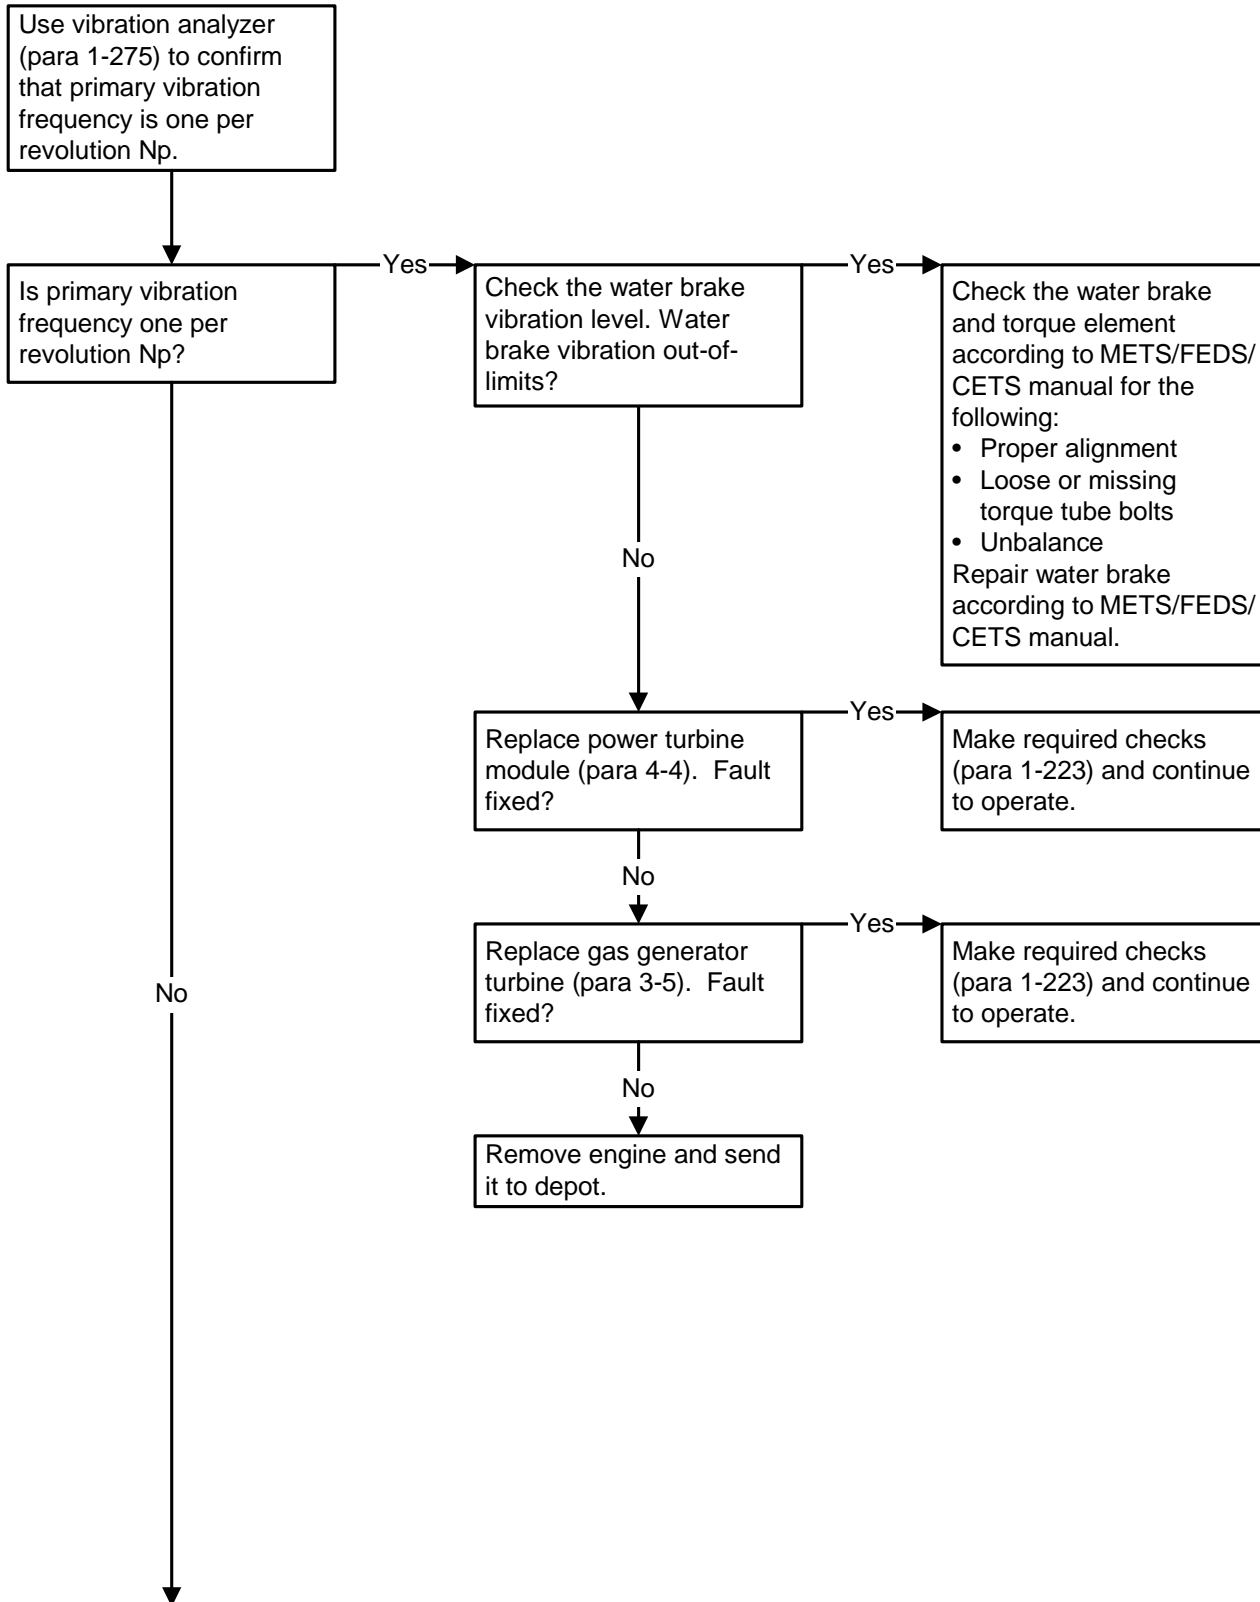 Use vibration analyzer
(para 1-275) to confirm
that primary vibration
frequency is one per
revolution Np.
Is primary vibration
frequency one per
revolution Np?
Yes
Check the water brake
vibration level. Water
brake vibration out-of-
limits?
Yes
Check the water brake
and torque element
according to METS/FEDS/
CETS manual for the
following:
• Proper alignment
• Loose or missing
torque tube bolts
• Unbalance
Repair water brake
according to METS/FEDS/
CETS manual.
No
Replace power turbine
module (para 4-4).  Fault
fixed?
Yes
Make required checks
(para 1-223) and continue
to operate.
No
Replace gas generator
turbine (para 3-5).  Fault
fixed?
Yes
Make required checks
(para 1-223) and continue
to operate.
No
No
Remove engine and send
it to depot.